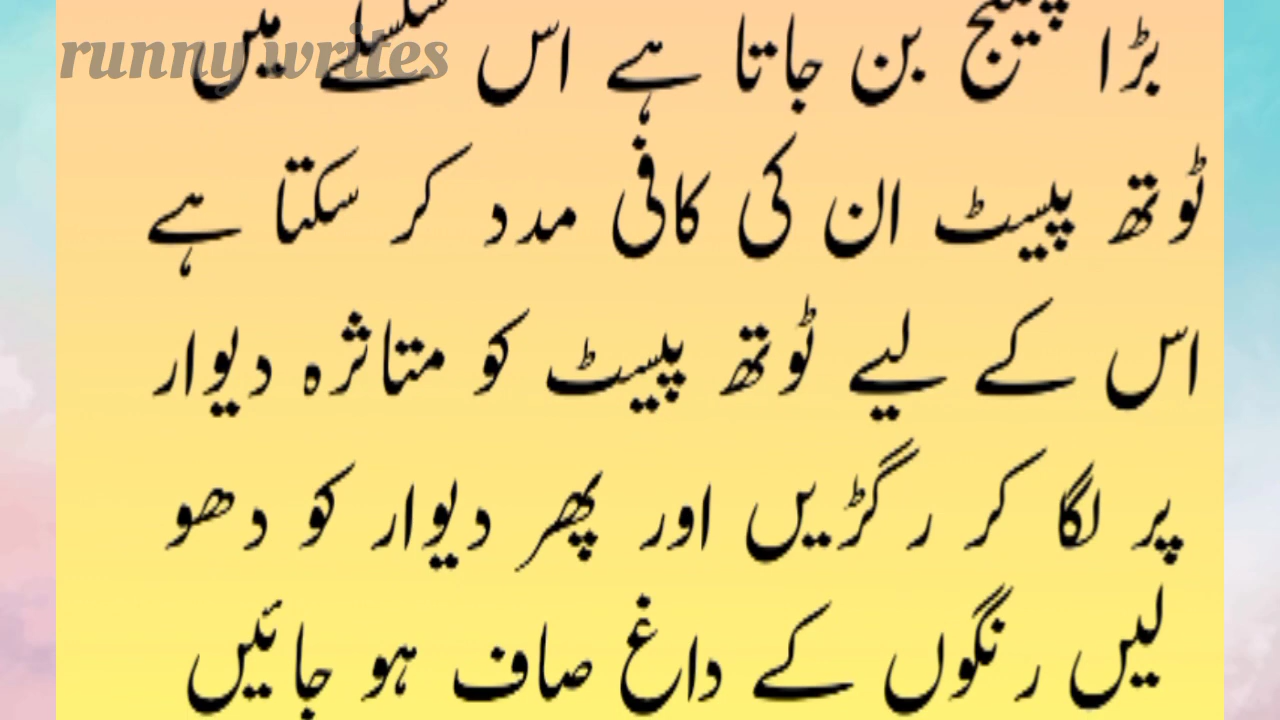 runny writes
بڑا چیلنج بن جاتا ہے اس سلسلے میں
ٹوتھ پیسٹ ان کی کافی مدد کر سکتا ہے
اس کے لیے ٹوتھ پیسٹ کو متاثرہ دیوار
پر لگا کر رگڑیں اور پھر دیوار کو دھو
لیں رنگوں کے داغ صاف ہو جائیں